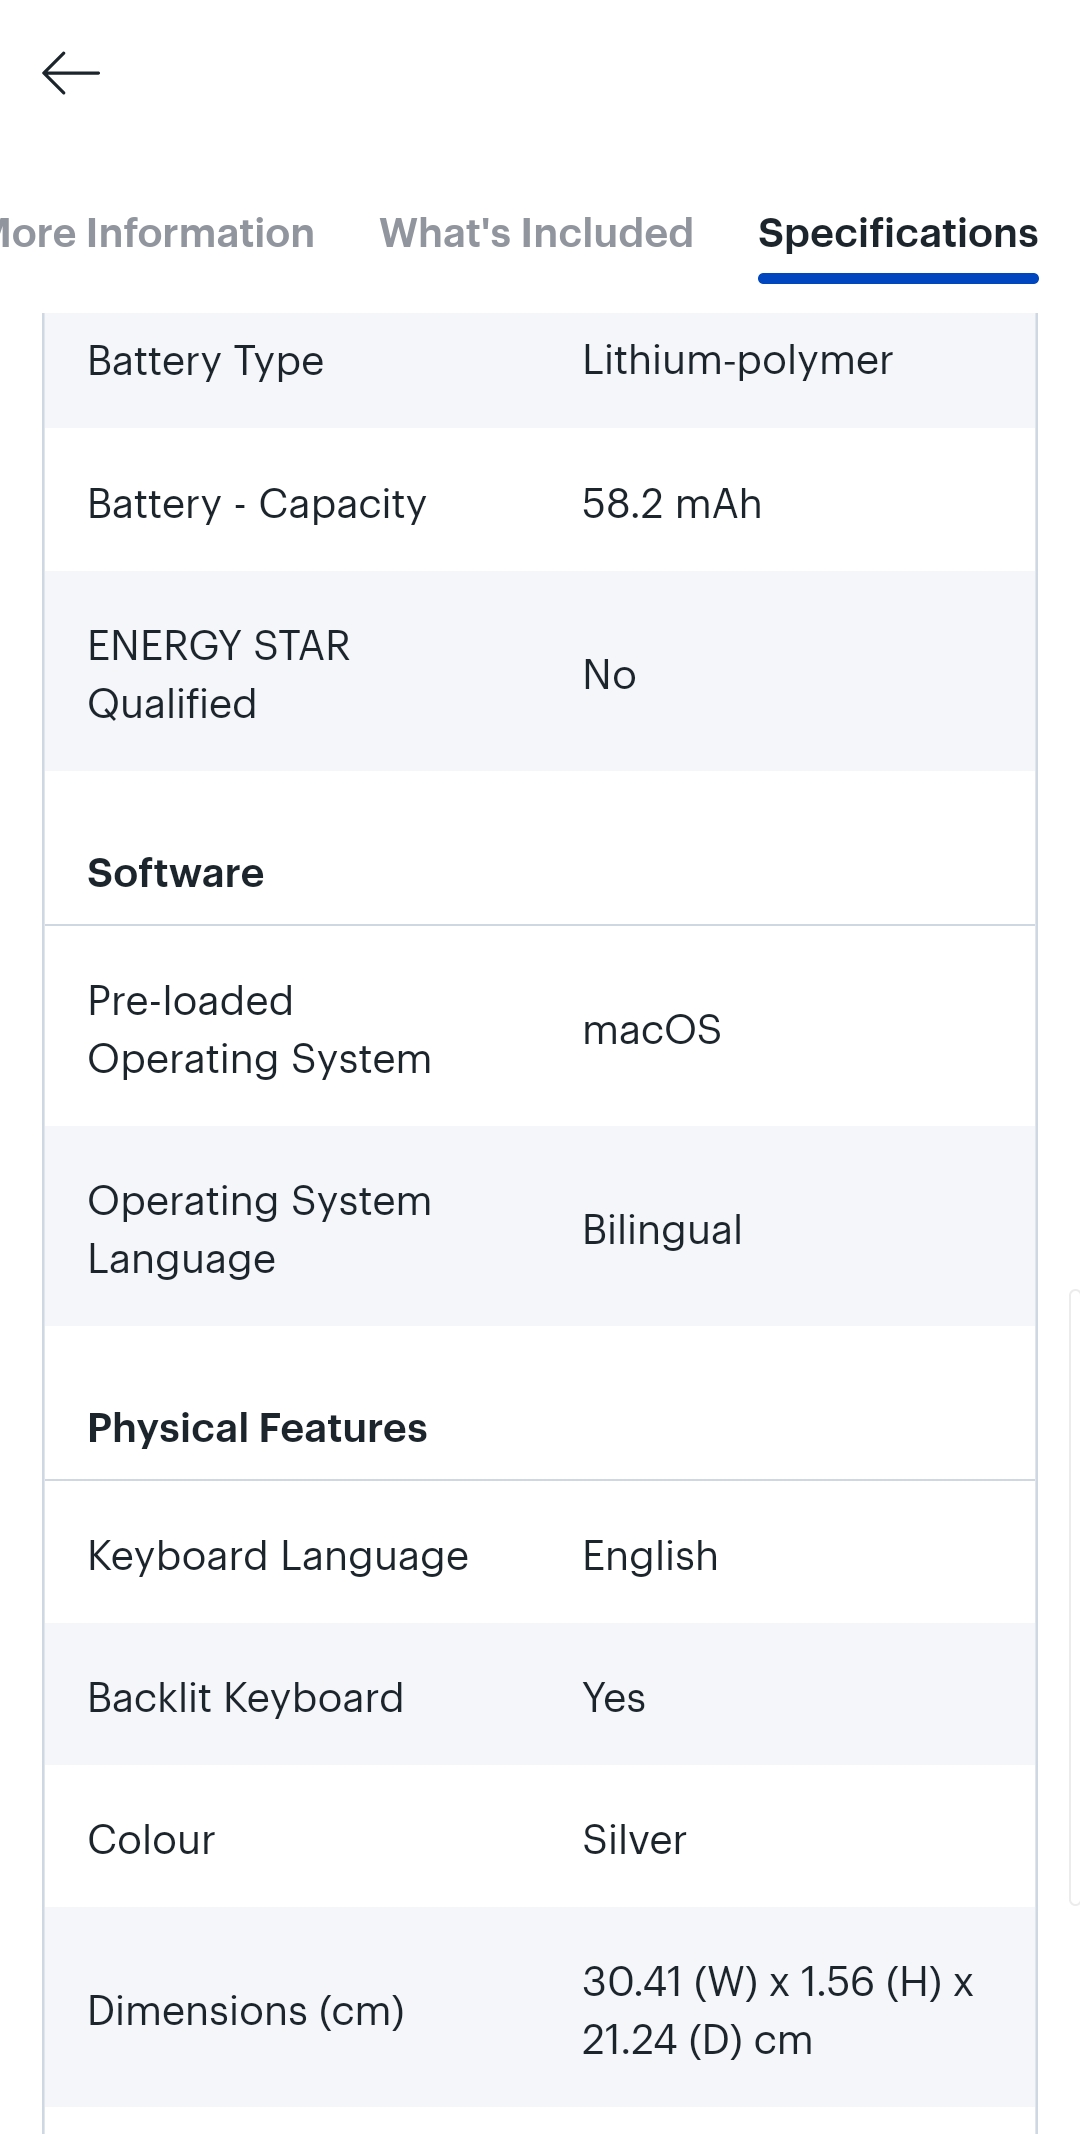 More Information What's Included Specifications
Battery Type Lithium-polymer
Battery - Capacity 58.2 mAh
ENERGY STAR
Qualified
No
Software
Pre-loaded
Operating System
macOS
Operating System
Language
Bilingual
Physical Features
Keyboard Language English
Backlit Keyboard Yes
Colour Silver
Dimensions (cm)
30.41 (W) x 1.56 (H) x
21.24 (D) cm